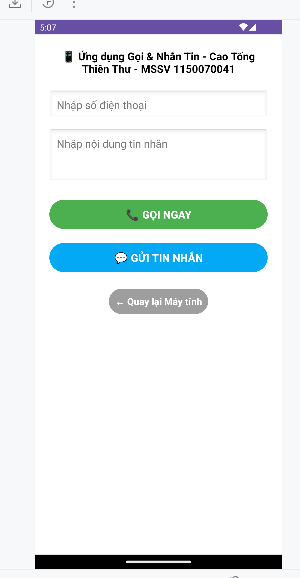 5:07
📱 Ứng dụng Gọi & Nhắn Tin - Cao Tống
Thiên Thư - MSSV 1150070041
Nhập số điện thoại
Nhập nội dung tin nhắn
📞 GỌI NGAY
💬 GỬI TIN NHẮN
← Quay lại Máy tính